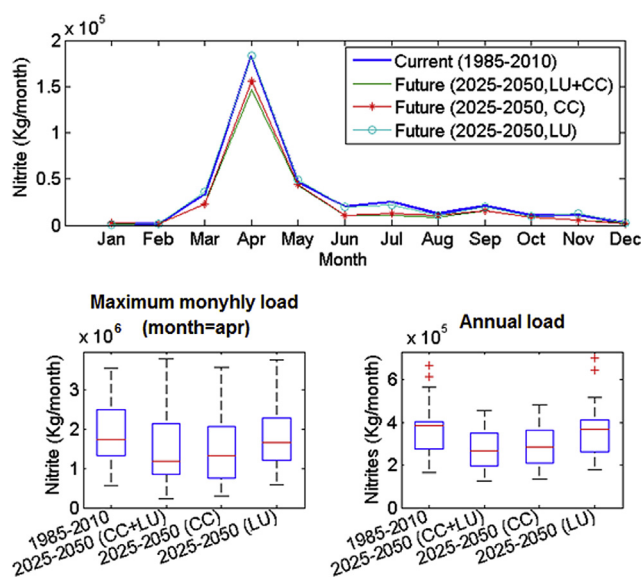 x 10^5
2
1.5
1
0.5
0
Nitrite (Kg/month)
Current (1985-2010)
Future (2025-2050,LU+CC)
Future (2025-2050, CC)
Future (2025-2050,LU)
Jan Feb Mar Apr May Jun Jul Aug Sep Oct Nov Dec
Month
Maximum monyhly load
(month=apr)
x 10^6
3
2
1
0
Nitrite (Kg/month)
1985-2010
2025-2050 (CC+LU)
2025-2050 (CC)
2025-2050 (LU)
Annual load
x 10^5
6
4
2
0
Nitrites (Kg/month)
1985-2010
2025-2050 (CC+LU)
2025-2050 (CC)
2025-2050 (LU)